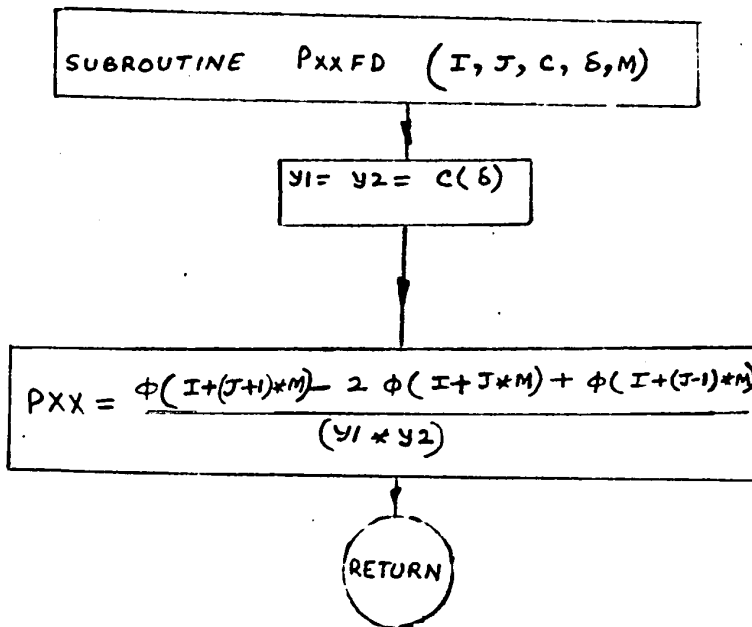 SUBROUTINE PXXFD (I, J, C, δ, M)
y1= y2= C(δ)
PXX = Φ(I+(J+1)*M) - 2 Φ(I+J*M) + Φ(I+(J-1)*M)
(y1 * y2)
RETURN